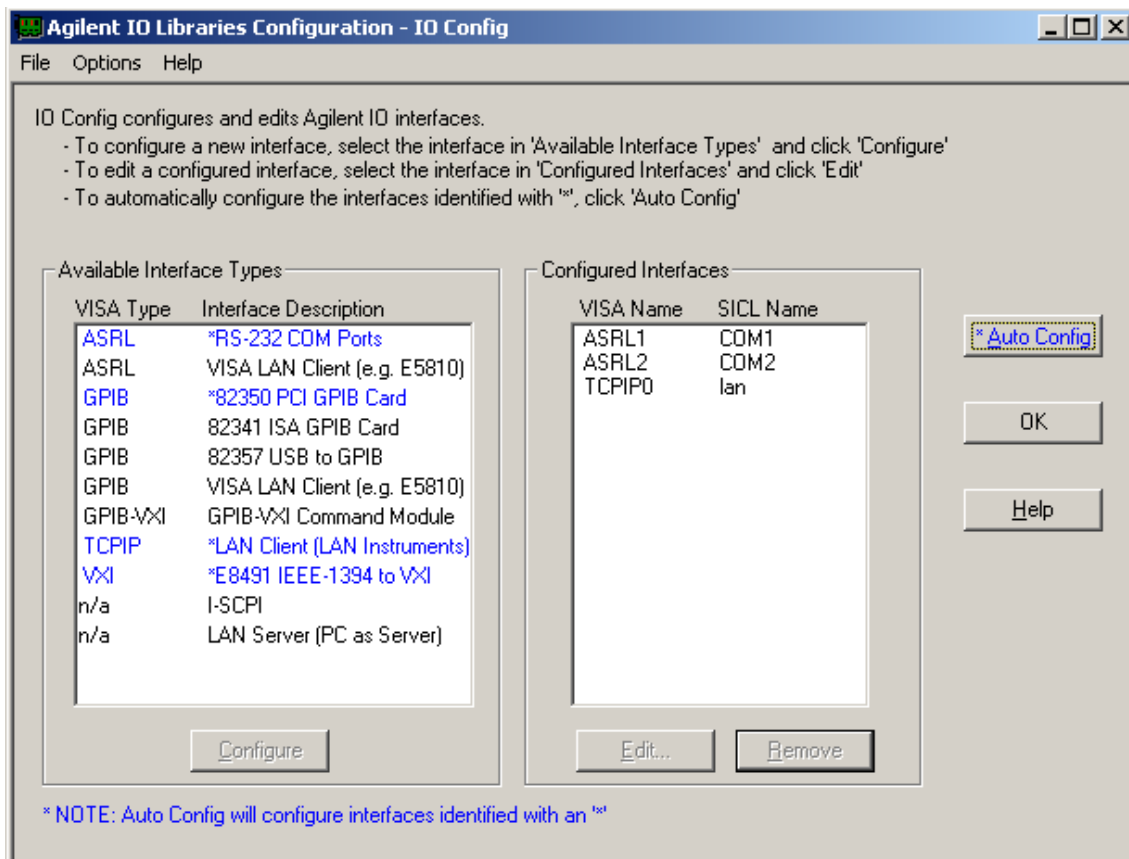 Agilent IO Libraries Configuration - IO Config
File Options Help
IO Config configures and edits Agilent IO interfaces.
- To configure a new interface, select the interface in 'Available Interface Types' and click 'Configure'
- To edit a configured interface, select the interface in 'Configured Interfaces' and click 'Edit'
- To automatically configure the interfaces identified with '*', click 'Auto Config'
Available Interface Types
VISA Type Interface Description
ASRL *RS-232 COM Ports
ASRL VISA LAN Client (e.g. E5810)
GPIB *82350 PCI GPIB Card
GPIB 82341 ISA GPIB Card
GPIB 82357 USB to GPIB
GPIB VISA LAN Client (e.g. E5810)
GPIB-VXI GPIB-VXI Command Module
TCPIP *LAN Client (LAN Instruments)
VXI *E8491 IEEE-1394 to VXI
n/a I-SCPI
n/a LAN Server (PC as Server)
Configure
Configured Interfaces
VISA Name SICL Name
ASRL1 COM1
ASRL2 COM2
TCPIP0 lan
Edit...
Remove
* Auto Config
OK
Help
* NOTE: Auto Config will configure interfaces identified with an '*'